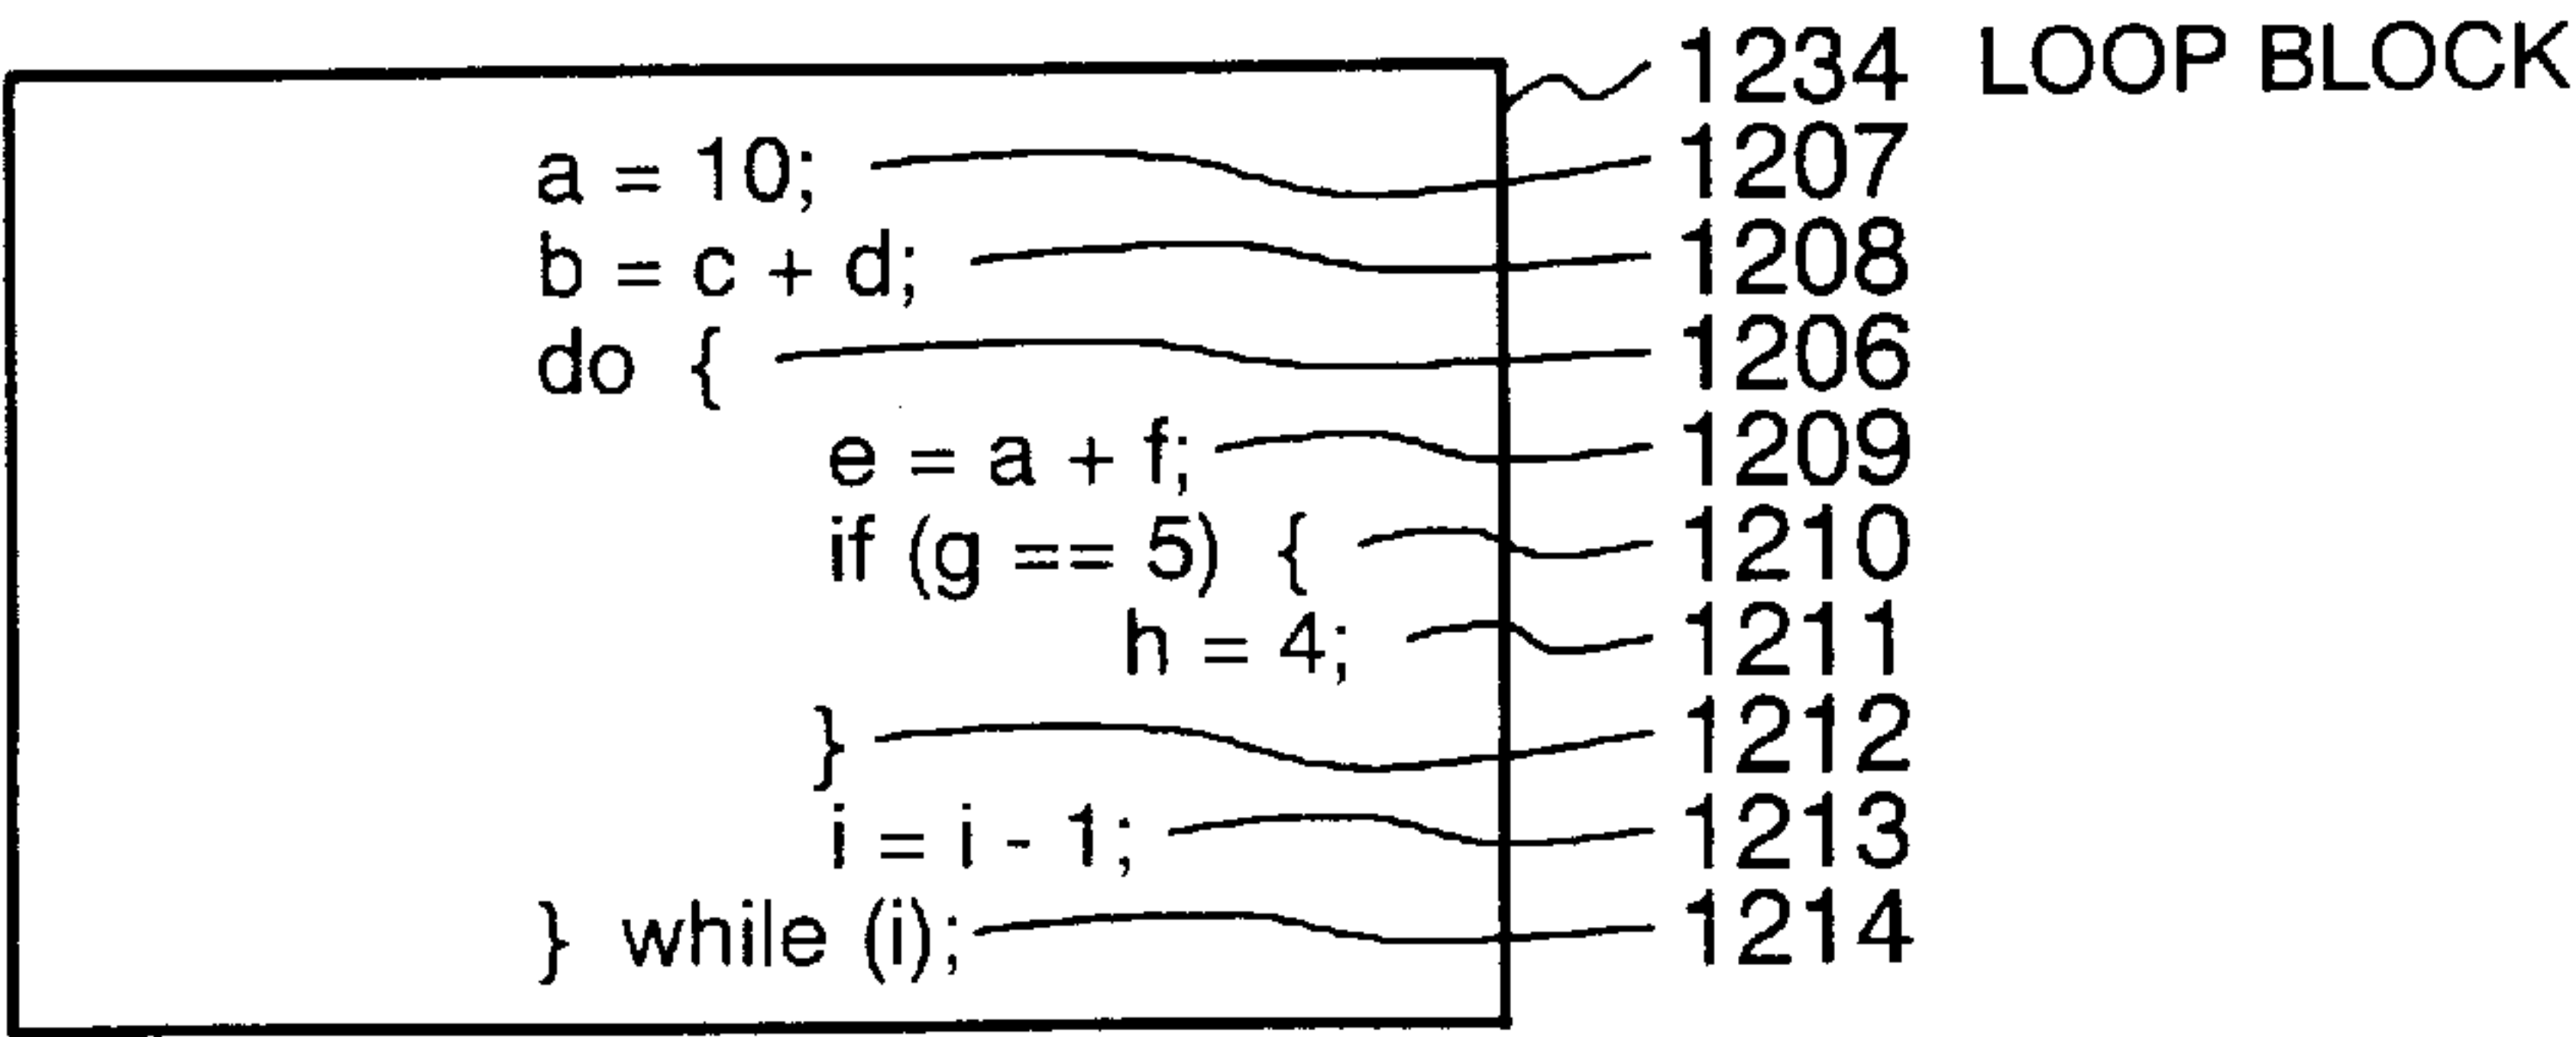 1234 LOOP BLOCK
a = 10; 1207
b = c + d; 1208
do { 1206
e = a + f; 1209
if (g == 5) { 1210
h = 4; 1211
} 1212
i = i - 1; 1213
} while (i); 1214